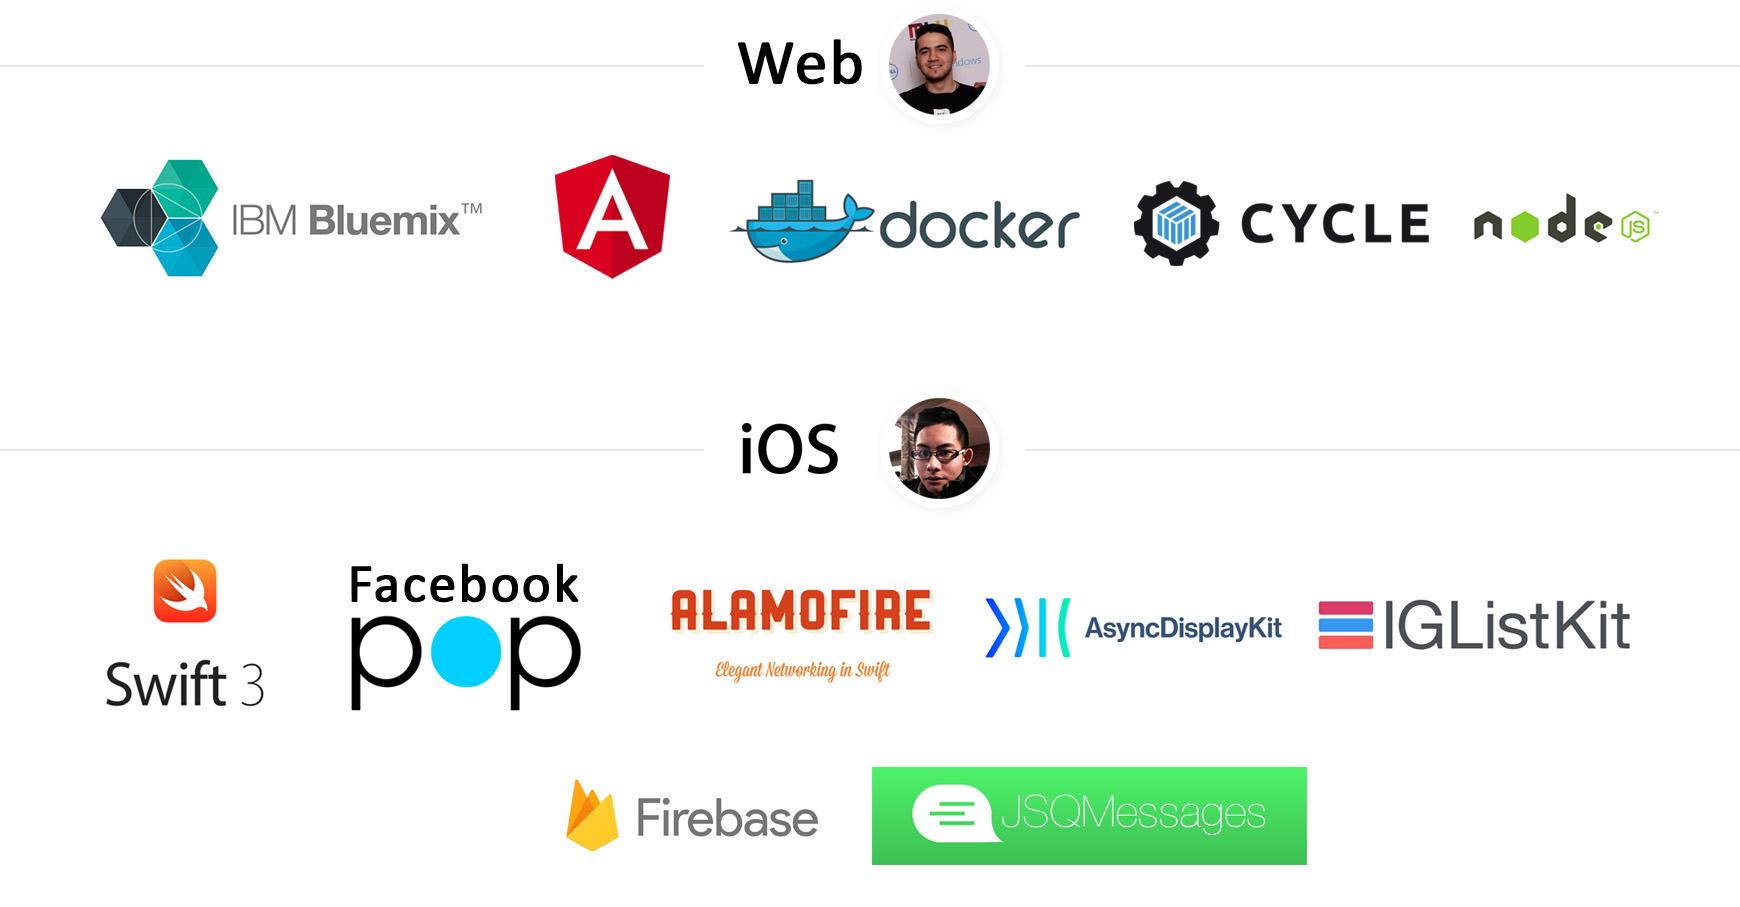 Web
IBM Bluemix™
A
docker
CYCLE
node
JS
™
iOS
Swift 3
Facebook
pop
ALAMOFIRE
Elegant Networking in Swift
AsyncDisplayKit
IGListKit
Firebase
JSQMessages